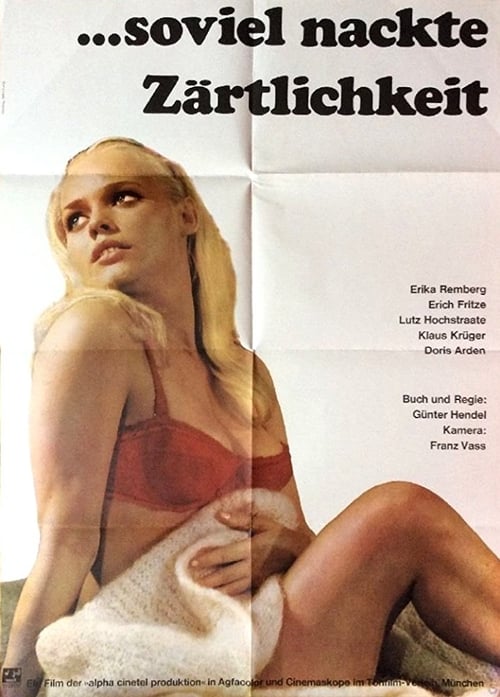 ...soviel nackte
Zärtlichkeit
Erika Remberg
Erich Fritze
Lutz Hochstraate
Klaus Krüger
Doris Arden
Buch und Regie:
Günter Hendel
Kamera:
Franz Vass
Ein Film der »alpha cinetel produktion« in Agfacolor und Cinemascope im Tonfilm-Verleih, München